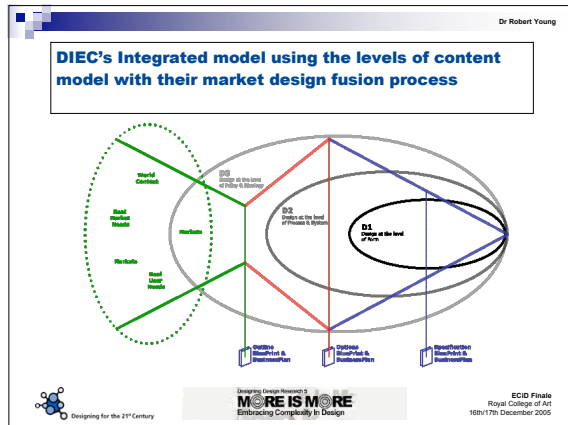 Dr Robert Young
DIEC's Integrated model using the levels of content
model with their market design fusion process
World
Context
D3
Design at the level
of Policy & Strategy
Real
Market
Needs
Markets
D2
Design at the level
of Process & System
D1
Design at the level
of Form
Markets
Real
User
Needs
Outline
BluePrint &
BusinessPlan
Options
BluePrint &
BusinessPlan
Specification
BluePrint &
BusinessPlan
Designing for the 21st Century
Designing Design Research 5
MORE IS MORE
Embracing Complexity in Design
ECiD Finale
Royal College of Art
16th/17th December 2005